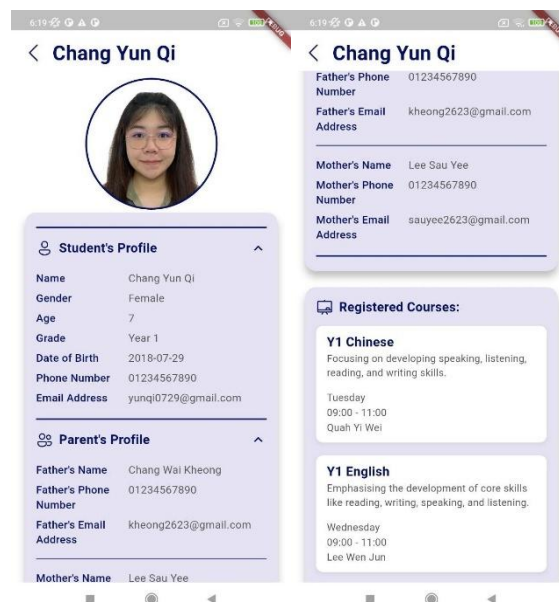 6:19
Chang Yun Qi
Student's Profile
Name Chang Yun Qi
Gender Female
Age 7
Grade Year 1
Date of Birth 2018-07-29
Phone Number 01234567890
Email Address yunqi0729@gmail.com
Parent's Profile
Father's Name Chang Wai Kheong
Father's Phone 01234567890
Number
Father's Email kheong2623@gmail.com
Address
Mother's Name Lee Sau Yee
6:19
Chang Yun Qi
Father's Phone 01234567890
Number
Father's Email kheong2623@gmail.com
Address
Mother's Name Lee Sau Yee
Mother's Phone 01234567890
Number
Mother's Email sauyee2623@gmail.com
Address
Registered Courses:
Y1 Chinese
Focusing on developing speaking, listening,
reading, and writing skills.
Tuesday
09:00 - 11:00
Quah Yi Wei
Y1 English
Emphasising the development of core skills
like reading, writing, speaking, and listening.
Wednesday
09:00 - 11:00
Lee Wen Jun